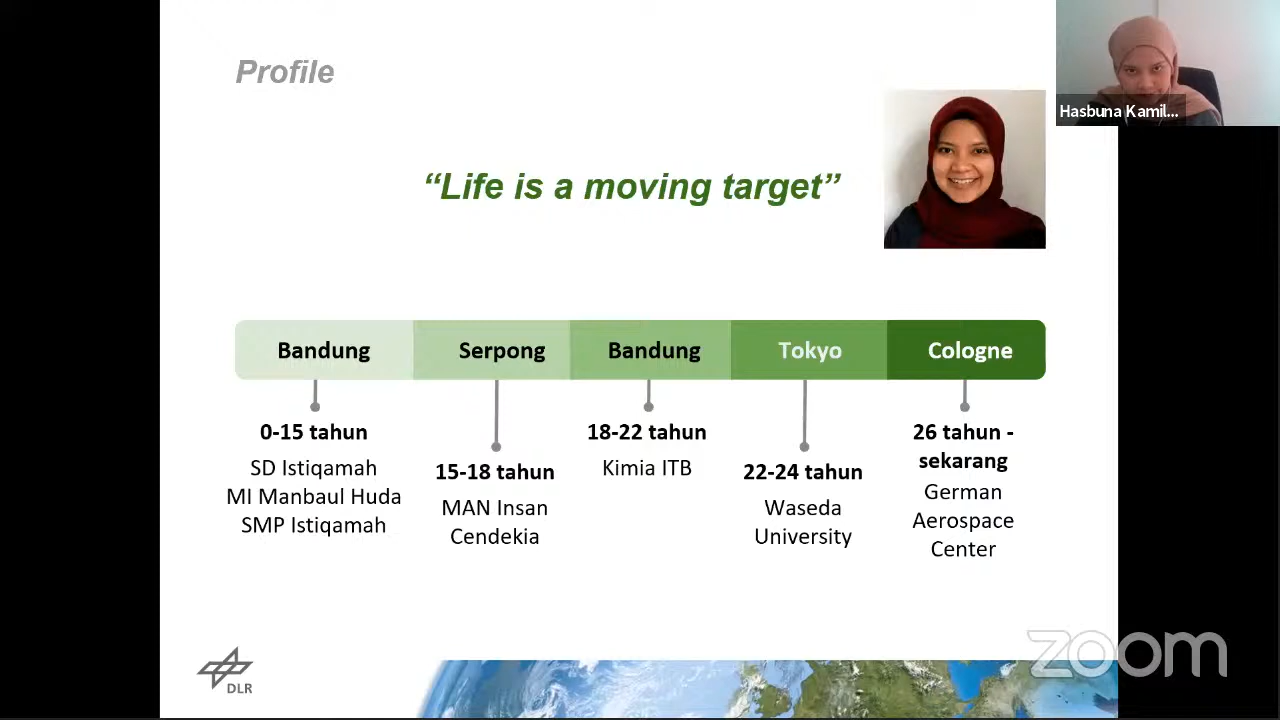 Profile
Hasbuna Kamil...
“Life is a moving target”
Bandung
Serpong
Bandung
Tokyo
Cologne
0-15 tahun
SD Istiqamah
MI Manbaul Huda
SMP Istiqamah
15-18 tahun
MAN Insan
Cendekia
18-22 tahun
Kimia ITB
22-24 tahun
Waseda
University
26 tahun -
sekarang
German
Aerospace
Center
DLR
zoom